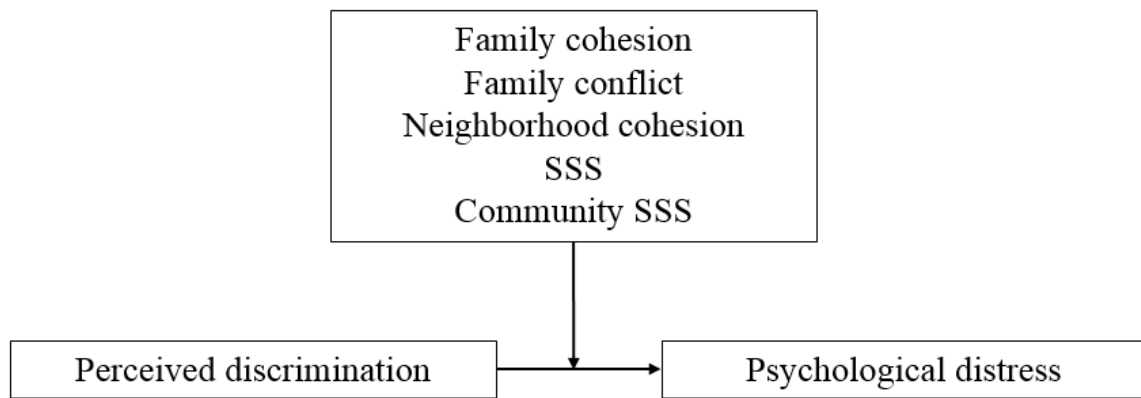 Family cohesion
Family conflict
Neighborhood cohesion
SSS
Community SSS
Perceived discrimination
Psychological distress